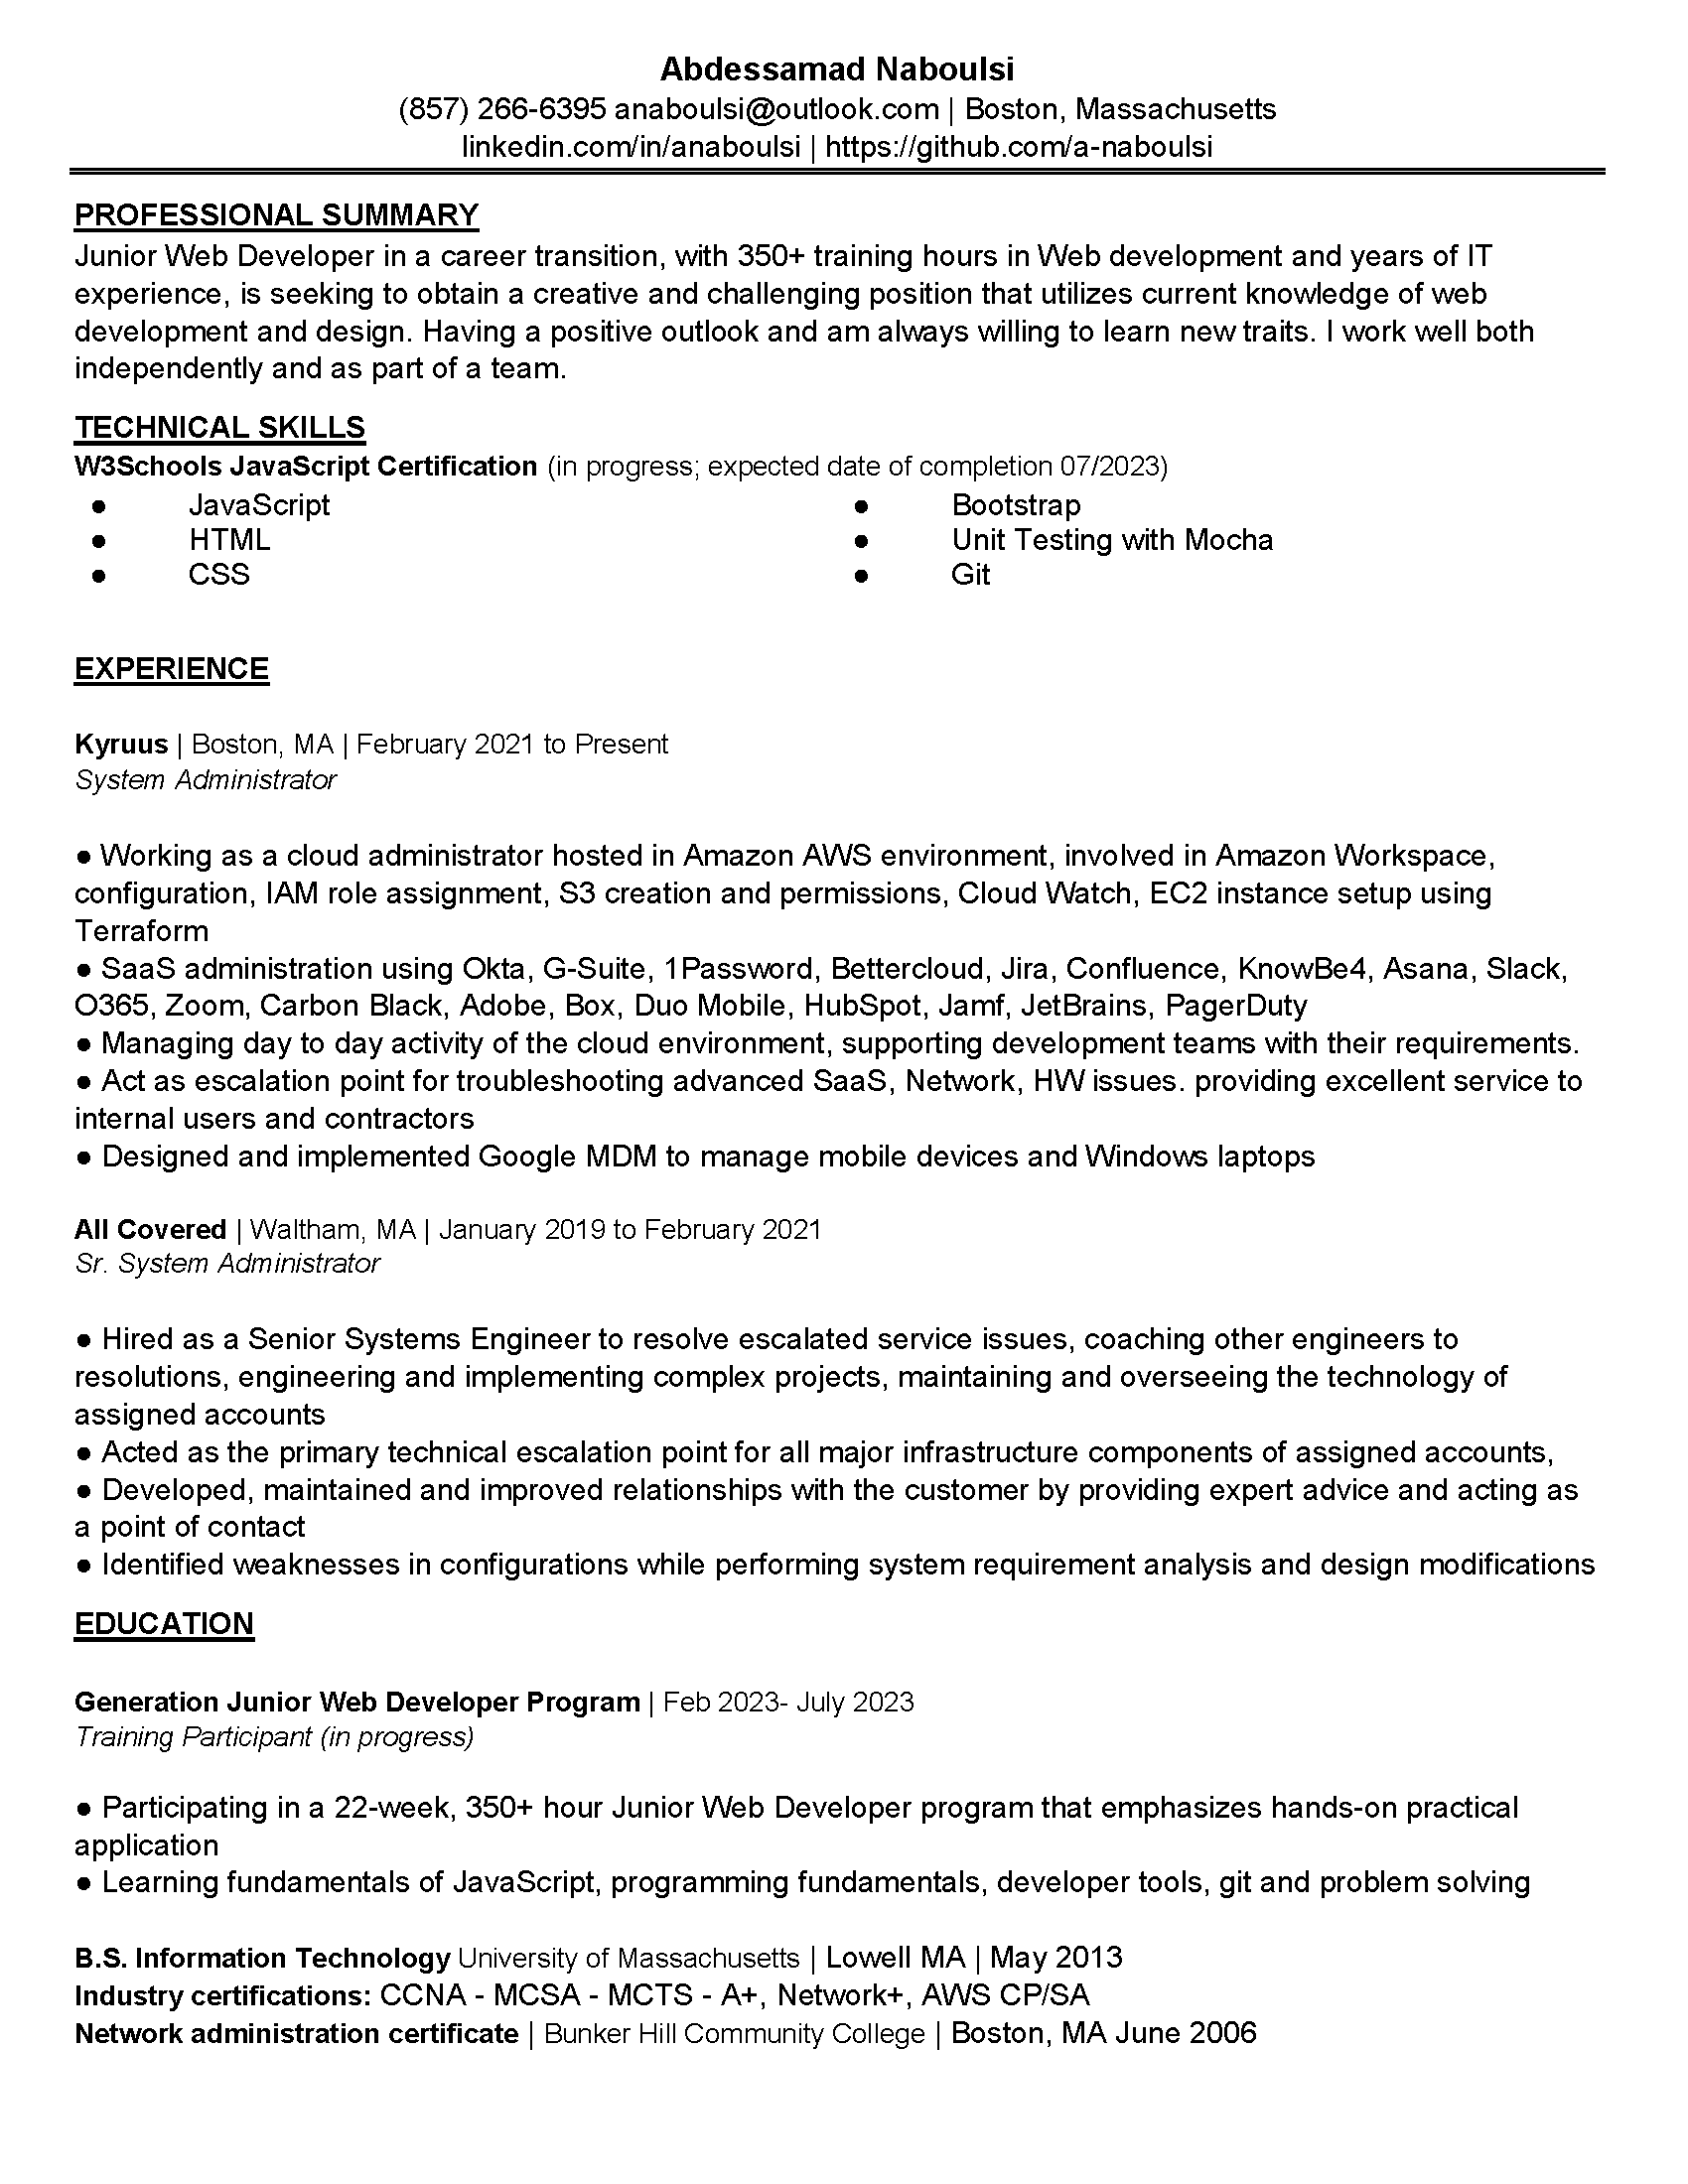 Abdessamad Naboulsi
(857) 266-6395 anaboulsi@outlook.com | Boston, Massachusetts
linkedin.com/in/anaboulsi | https://github.com/a-naboulsi
PROFESSIONAL SUMMARY
Junior Web Developer in a career transition, with 350+ training hours in Web development and years of IT
experience, is seeking to obtain a creative and challenging position that utilizes current knowledge of web
development and design. Having a positive outlook and am always willing to learn new traits. I work well both
independently and as part of a team.
TECHNICAL SKILLS
W3Schools JavaScript Certification (in progress; expected date of completion 07/2023)
● JavaScript
● HTML
● CSS
● Bootstrap
● Unit Testing with Mocha
● Git
EXPERIENCE
Kyruus | Boston, MA | February 2021 to Present
System Administrator
● Working as a cloud administrator hosted in Amazon AWS environment, involved in Amazon Workspace,
configuration, IAM role assignment, S3 creation and permissions, Cloud Watch, EC2 instance setup using
Terraform
● SaaS administration using Okta, G-Suite, 1Password, Bettercloud, Jira, Confluence, KnowBe4, Asana, Slack,
O365, Zoom, Carbon Black, Adobe, Box, Duo Mobile, HubSpot, Jamf, JetBrains, PagerDuty
● Managing day to day activity of the cloud environment, supporting development teams with their requirements.
● Act as escalation point for troubleshooting advanced SaaS, Network, HW issues. providing excellent service to
internal users and contractors
● Designed and implemented Google MDM to manage mobile devices and Windows laptops
All Covered | Waltham, MA | January 2019 to February 2021
Sr. System Administrator
● Hired as a Senior Systems Engineer to resolve escalated service issues, coaching other engineers to
resolutions, engineering and implementing complex projects, maintaining and overseeing the technology of
assigned accounts
● Acted as the primary technical escalation point for all major infrastructure components of assigned accounts,
● Developed, maintained and improved relationships with the customer by providing expert advice and acting as
a point of contact
● Identified weaknesses in configurations while performing system requirement analysis and design modifications
EDUCATION
Generation Junior Web Developer Program | Feb 2023- July 2023
Training Participant (in progress)
● Participating in a 22-week, 350+ hour Junior Web Developer program that emphasizes hands-on practical
application
● Learning fundamentals of JavaScript, programming fundamentals, developer tools, git and problem solving
B.S. Information Technology University of Massachusetts | Lowell MA | May 2013
Industry certifications: CCNA - MCSA - MCTS - A+, Network+, AWS CP/SA
Network administration certificate | Bunker Hill Community College | Boston, MA June 2006